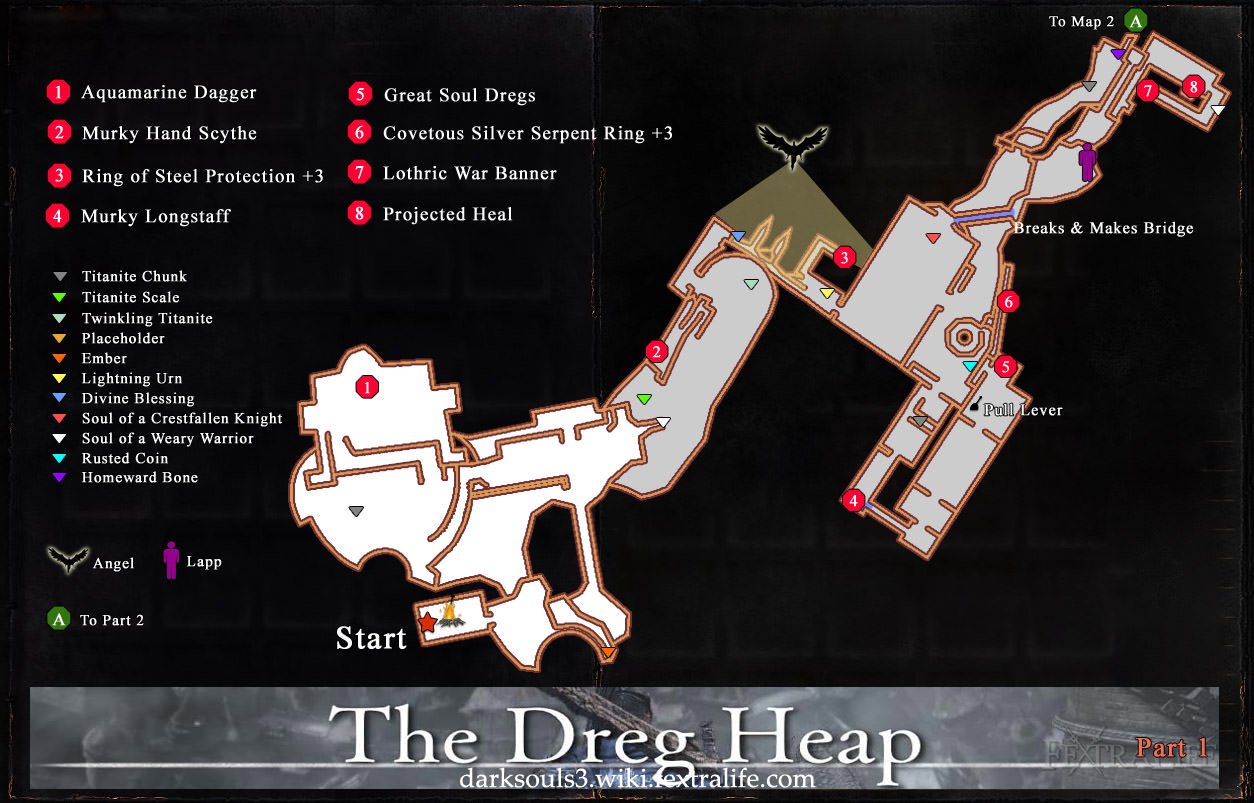 To Map 2 A
1 Aquamarine Dagger
2 Murky Hand Scythe
3 Ring of Steel Protection +3
4 Murky Longstaff
5 Great Soul Dregs
6 Covetous Silver Serpent Ring +3
7 Lothric War Banner
8 Projected Heal
7
8
Breaks & Makes Bridge
3
6
2
5
1
Pull Lever
4
Titanite Chunk
Titanite Scale
Twinkling Titanite
Placeholder
Ember
Lightning Urn
Divine Blessing
Soul of a Crestfallen Knight
Soul of a Weary Warrior
Rusted Coin
Homeward Bone
Angel
Lapp
A To Part 2
Start
The Dreg Heap
darksouls3.wiki.fextralife.com
FEXTRALIFE
Part 1